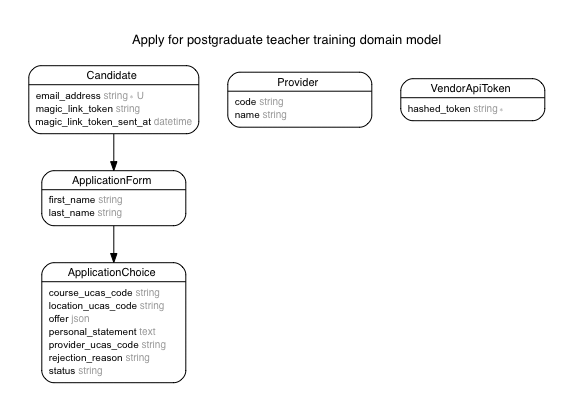 Apply for postgraduate teacher training domain model
Candidate
email_address string ∗ U
magic_link_token string
magic_link_token_sent_at datetime
Provider
code string
name string
VendorApiToken
hashed_token string ∗
ApplicationForm
first_name string
last_name string
ApplicationChoice
course_ucas_code string
location_ucas_code string
offer json
personal_statement text
provider_ucas_code string
rejection_reason string
status string